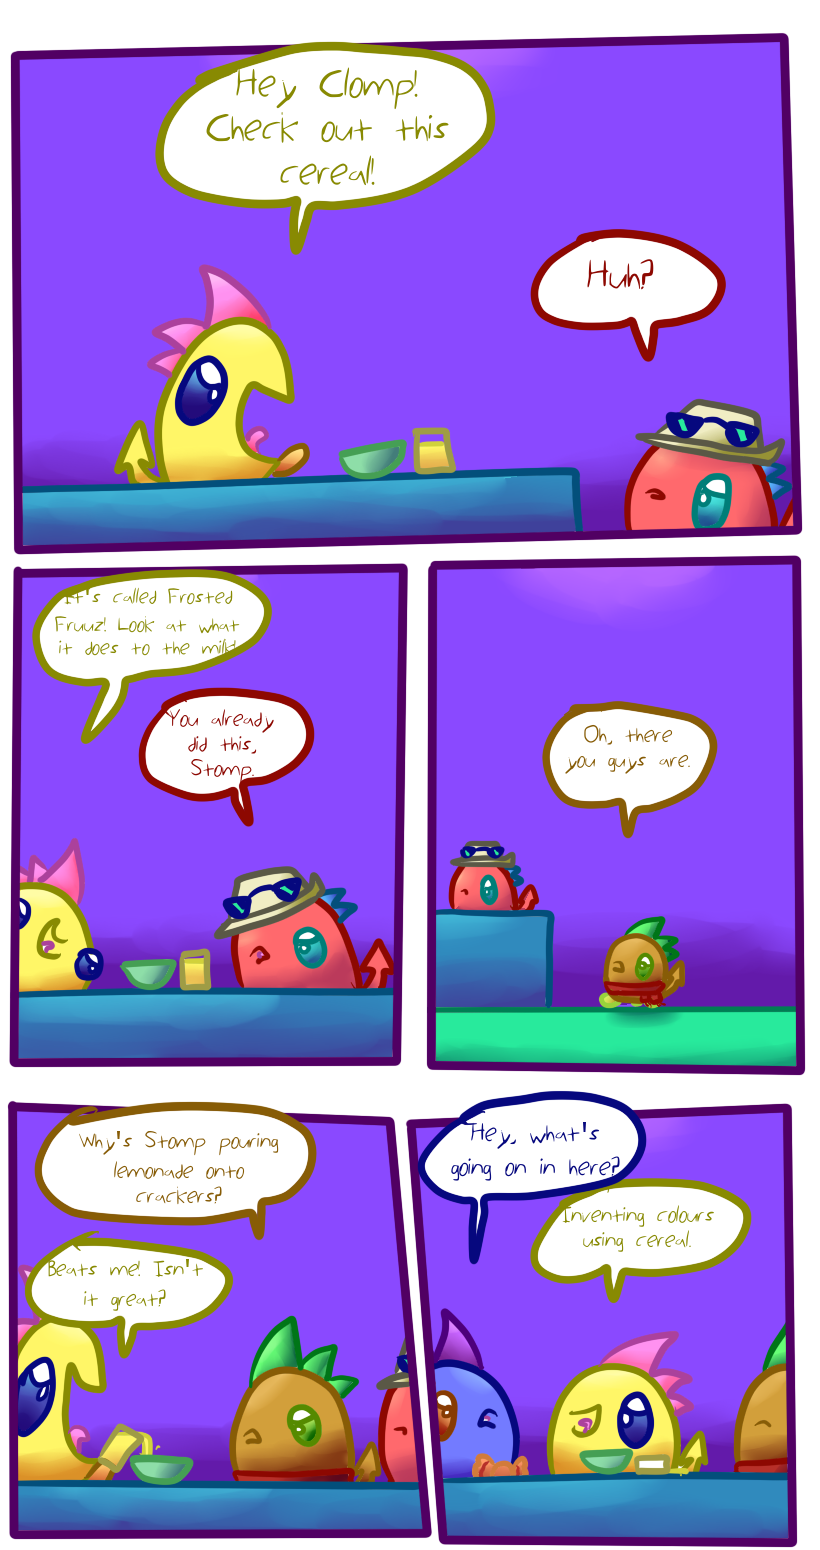 Hey Clomp!
Check out this
cereal!
Huh?
It's called Frosted
Fruuz! Look at what
it does to the milk!
You already
did this,
Stomp.
Oh, there
you guys are.
Why's Stomp pouring
lemonade onto
crackers?
Beats me! Isn't
it great?
Hey, what's
going on in here?
Inventing colours
using cereal.